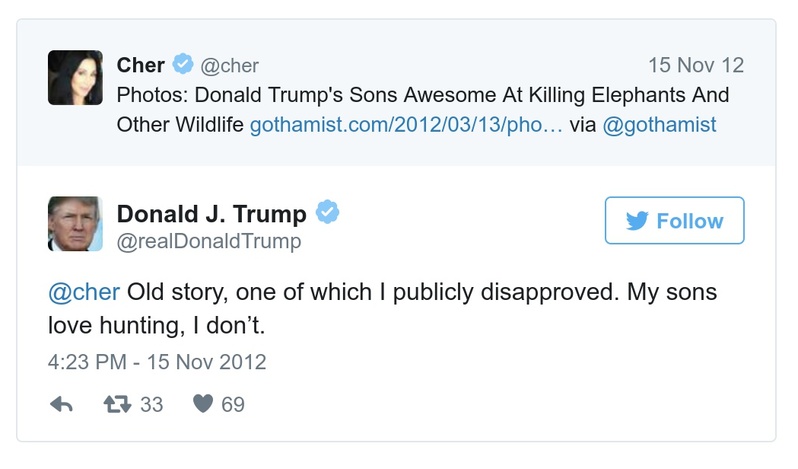 Cher @cher 15 Nov 12
Photos: Donald Trump's Sons Awesome At Killing Elephants And
Other Wildlife gothamist.com/2012/03/13/pho… via @gothamist
Donald J. Trump
@realDonaldTrump
Follow
@cher Old story, one of which I publicly disapproved. My sons
love hunting, I don’t.
4:23 PM - 15 Nov 2012
33 69